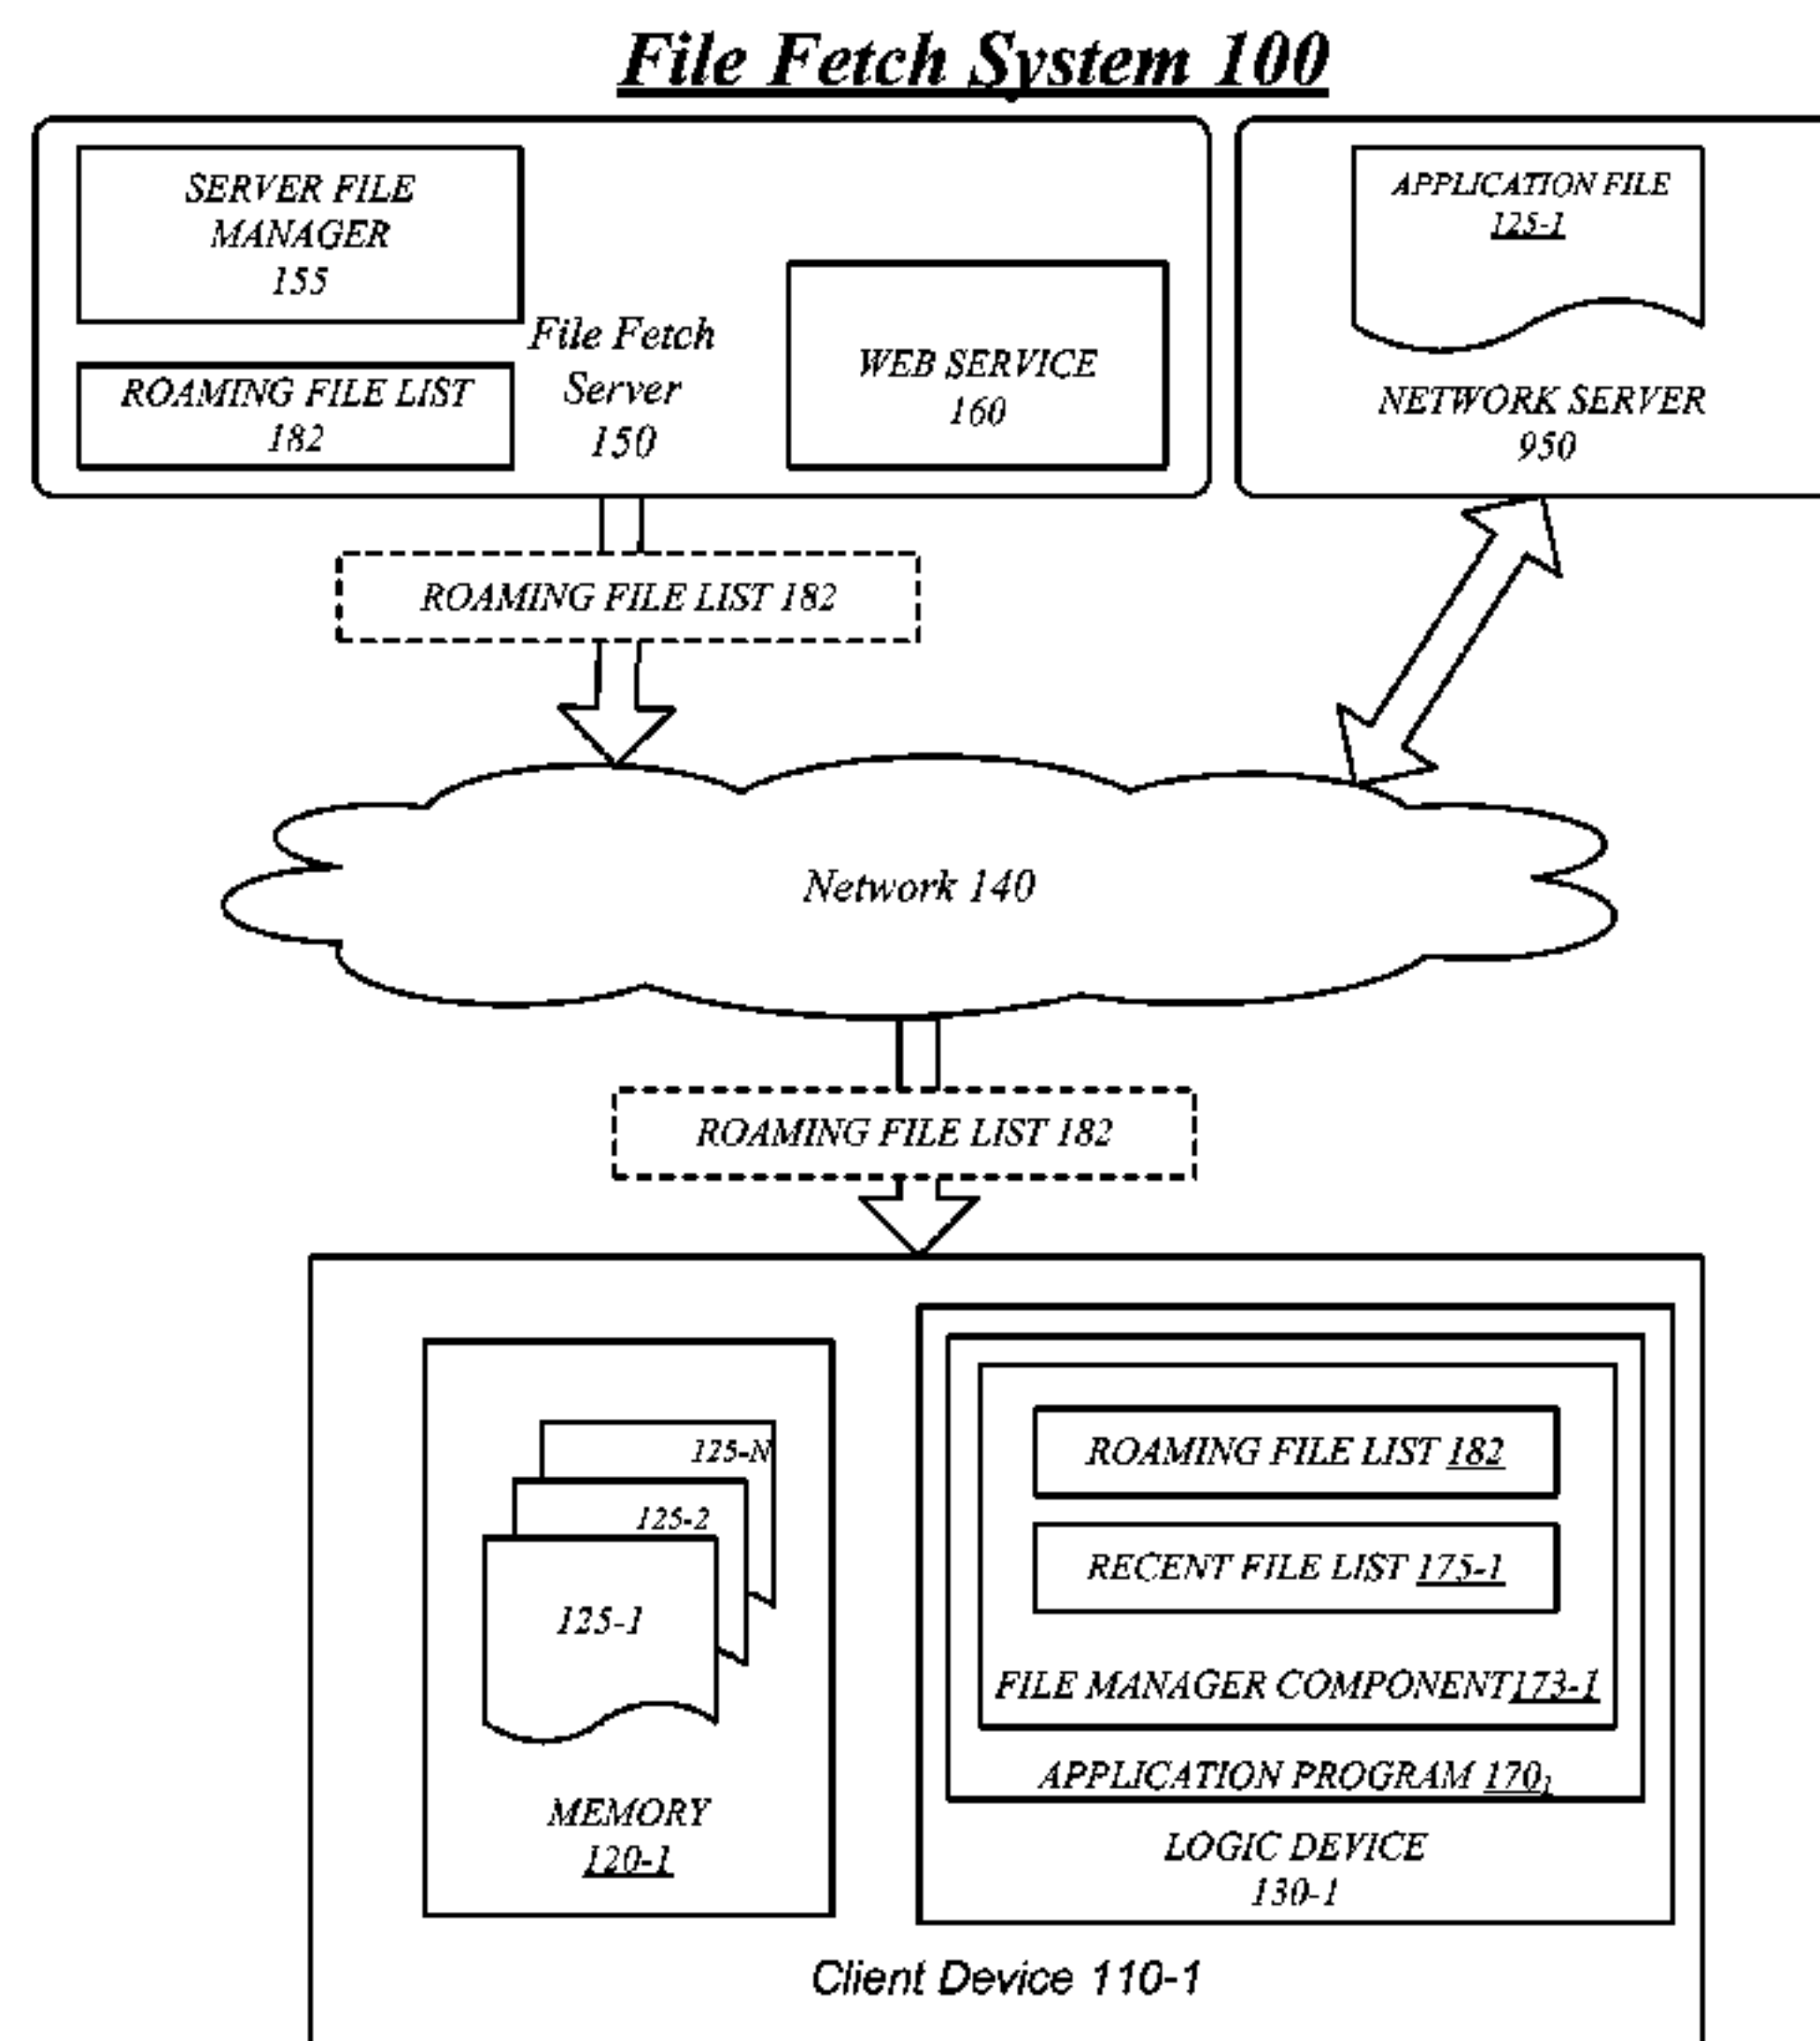 File Fetch System 100
SERVER FILE
MANAGER
155
ROAMING FILE LIST
182
File Fetch
Server
150
WEB SERVICE
160
APPLICATION FILE
125-1
NETWORK SERVER
950
ROAMING FILE LIST 182
Network 140
ROAMING FILE LIST 182
125-N
125-2
125-1
MEMORY
120-1
ROAMING FILE LIST 182
RECENT FILE LIST 175-1
FILE MANAGER COMPONENT173-1
APPLICATION PROGRAM 170₁
LOGIC DEVICE
130-1
Client Device 110-1